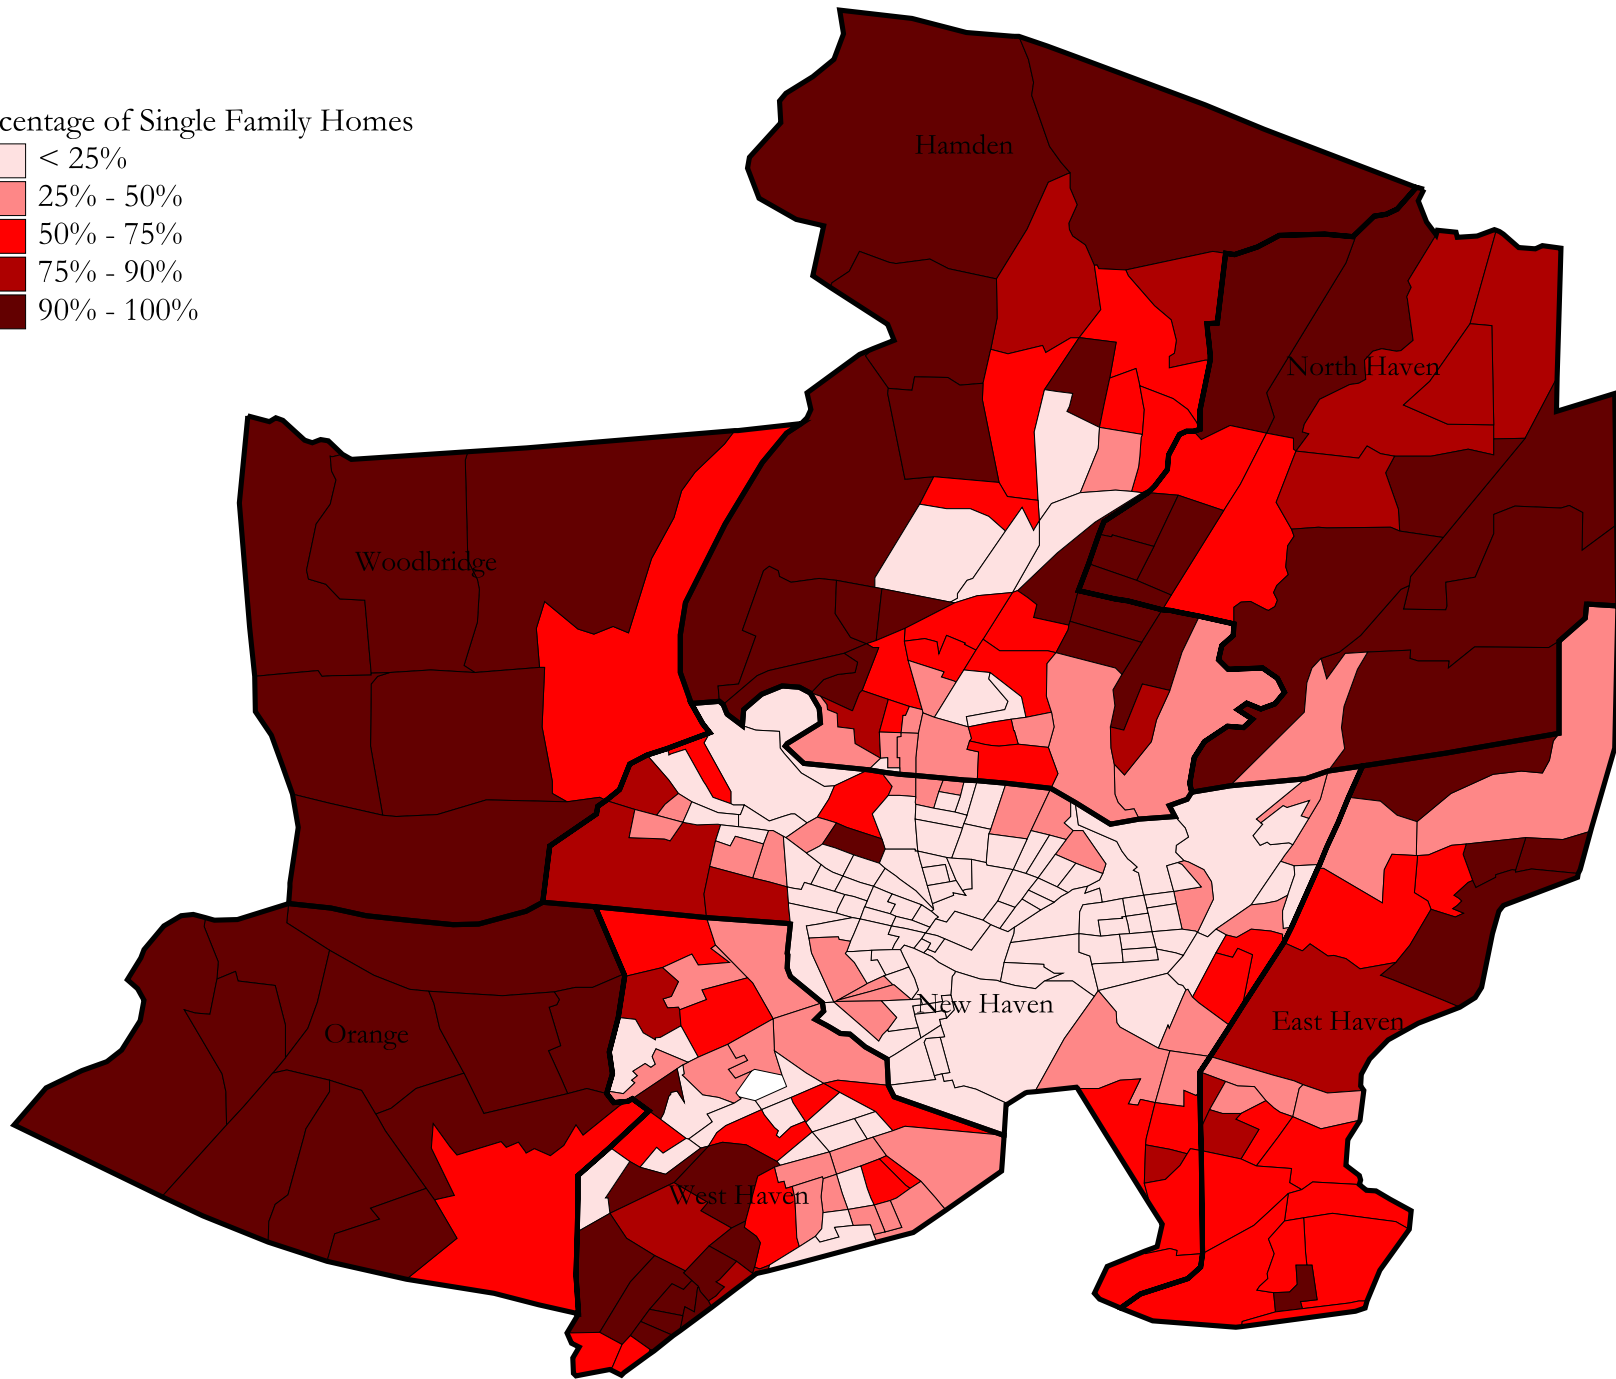 centage of Single Family Homes
< 25%
25% - 50%
50% - 75%
75% - 90%
90% - 100%
Hamden
North Haven
Woodbridge
New Haven
East Haven
Orange
West Haven